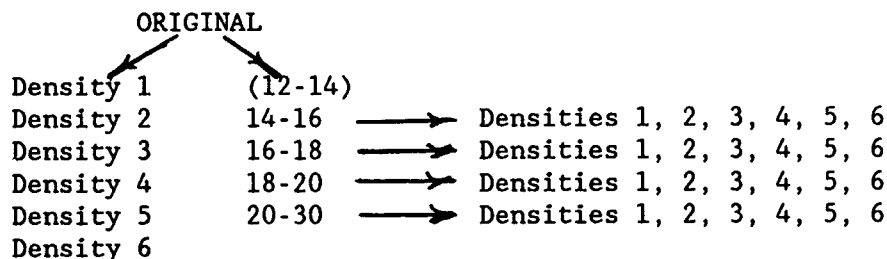 ORIGINAL
Density 1 (12-14)
Density 2 14-16 Densities 1, 2, 3, 4, 5, 6
Density 3 16-18 Densities 1, 2, 3, 4, 5, 6
Density 4 18-20 Densities 1, 2, 3, 4, 5, 6
Density 5 20-30 Densities 1, 2, 3, 4, 5, 6
Density 6